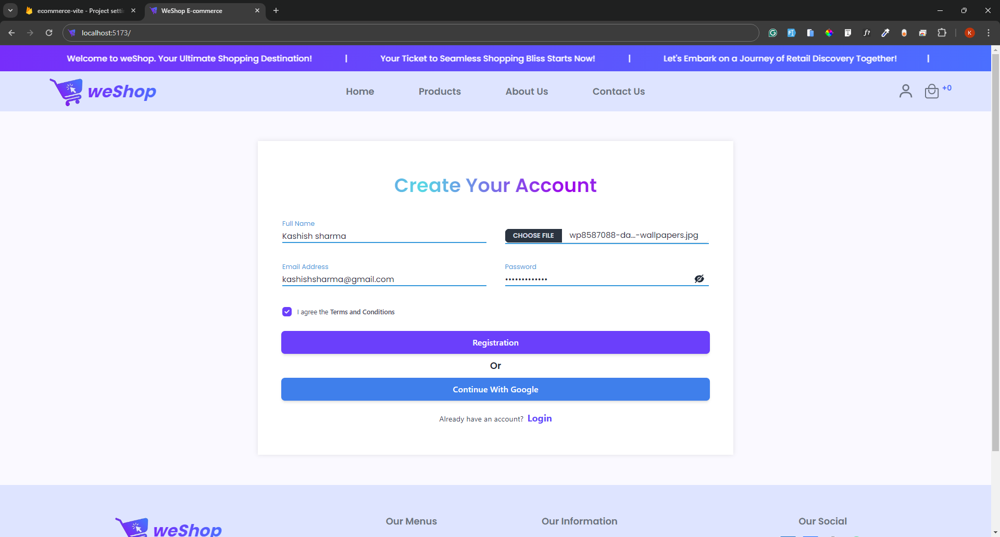 ecommerce-vite - Project setti
WeShop E-commerce
localhost:5173/
K
Welcome to weShop. Your Ultimate Shopping Destination! | Your Ticket to Seamless Shopping Bliss Starts Now! | Let's Embark on a Journey of Retail Discovery Together! |
weShop
Home
Products
About Us
Contact Us
+0
Create Your Account
Full Name
Kashish sharma
CHOOSE FILE wp8587088-da...-wallpapers.jpg
Email Address
kashishsharma@gmail.com
Password
•••••••••••••
I agree the Terms and Conditions
Registration
Or
Continue With Google
Already have an account? Login
weShop
Our Menus
Our Information
Our Social